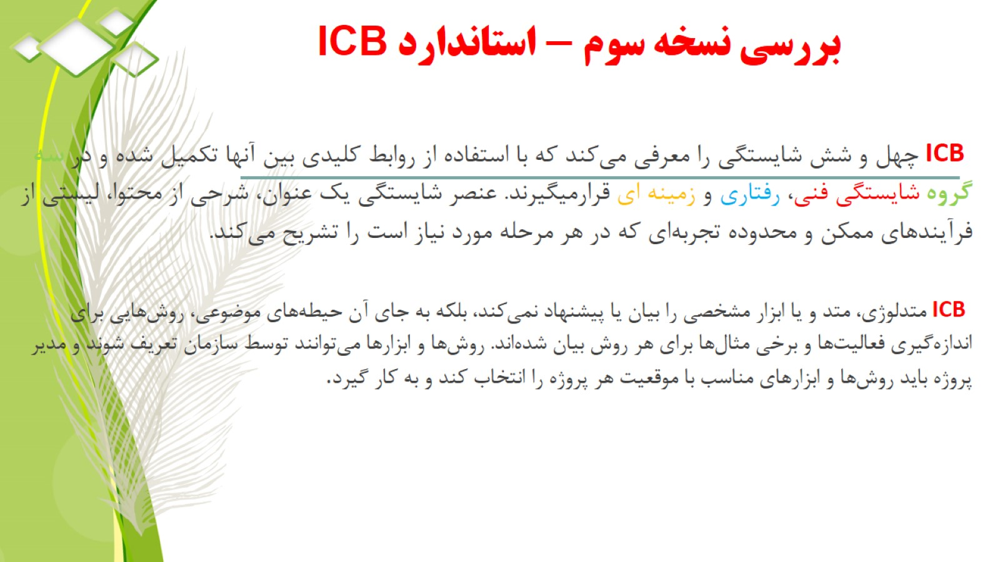 بررسی نسخه سوم – استاندارد ICB
ICB چهل و شش شایستگی را معرفی می‌کند که با استفاده از روابط کلیدی بین آنها تکمیل شده و در سه
گروه شایستگی فنی، رفتاری و زمینه ای قرارمیگیرند. عنصر شایستگی یک عنوان، شرحی از محتوا، لیستی از
فرآیندهای ممکن و محدوده تجربه‌ای که در هر مرحله مورد نیاز است را تشریح می‌کند.
ICB متدلوژی، متد و یا ابزار مشخصی را بیان یا پیشنهاد نمی‌کند، بلکه به جای آن حیطه‌های موضوعی، روش‌هایی برای
اندازه‌گیری فعالیت‌ها و برخی مثال‌ها برای هر روش بیان شده‌اند. روش‌ها و ابزارها می‌توانند توسط سازمان تعریف شوند و مدیر
پروژه باید روش‌ها و ابزارهای مناسب با موقعیت هر پروژه را انتخاب کند و به کار گیرد.